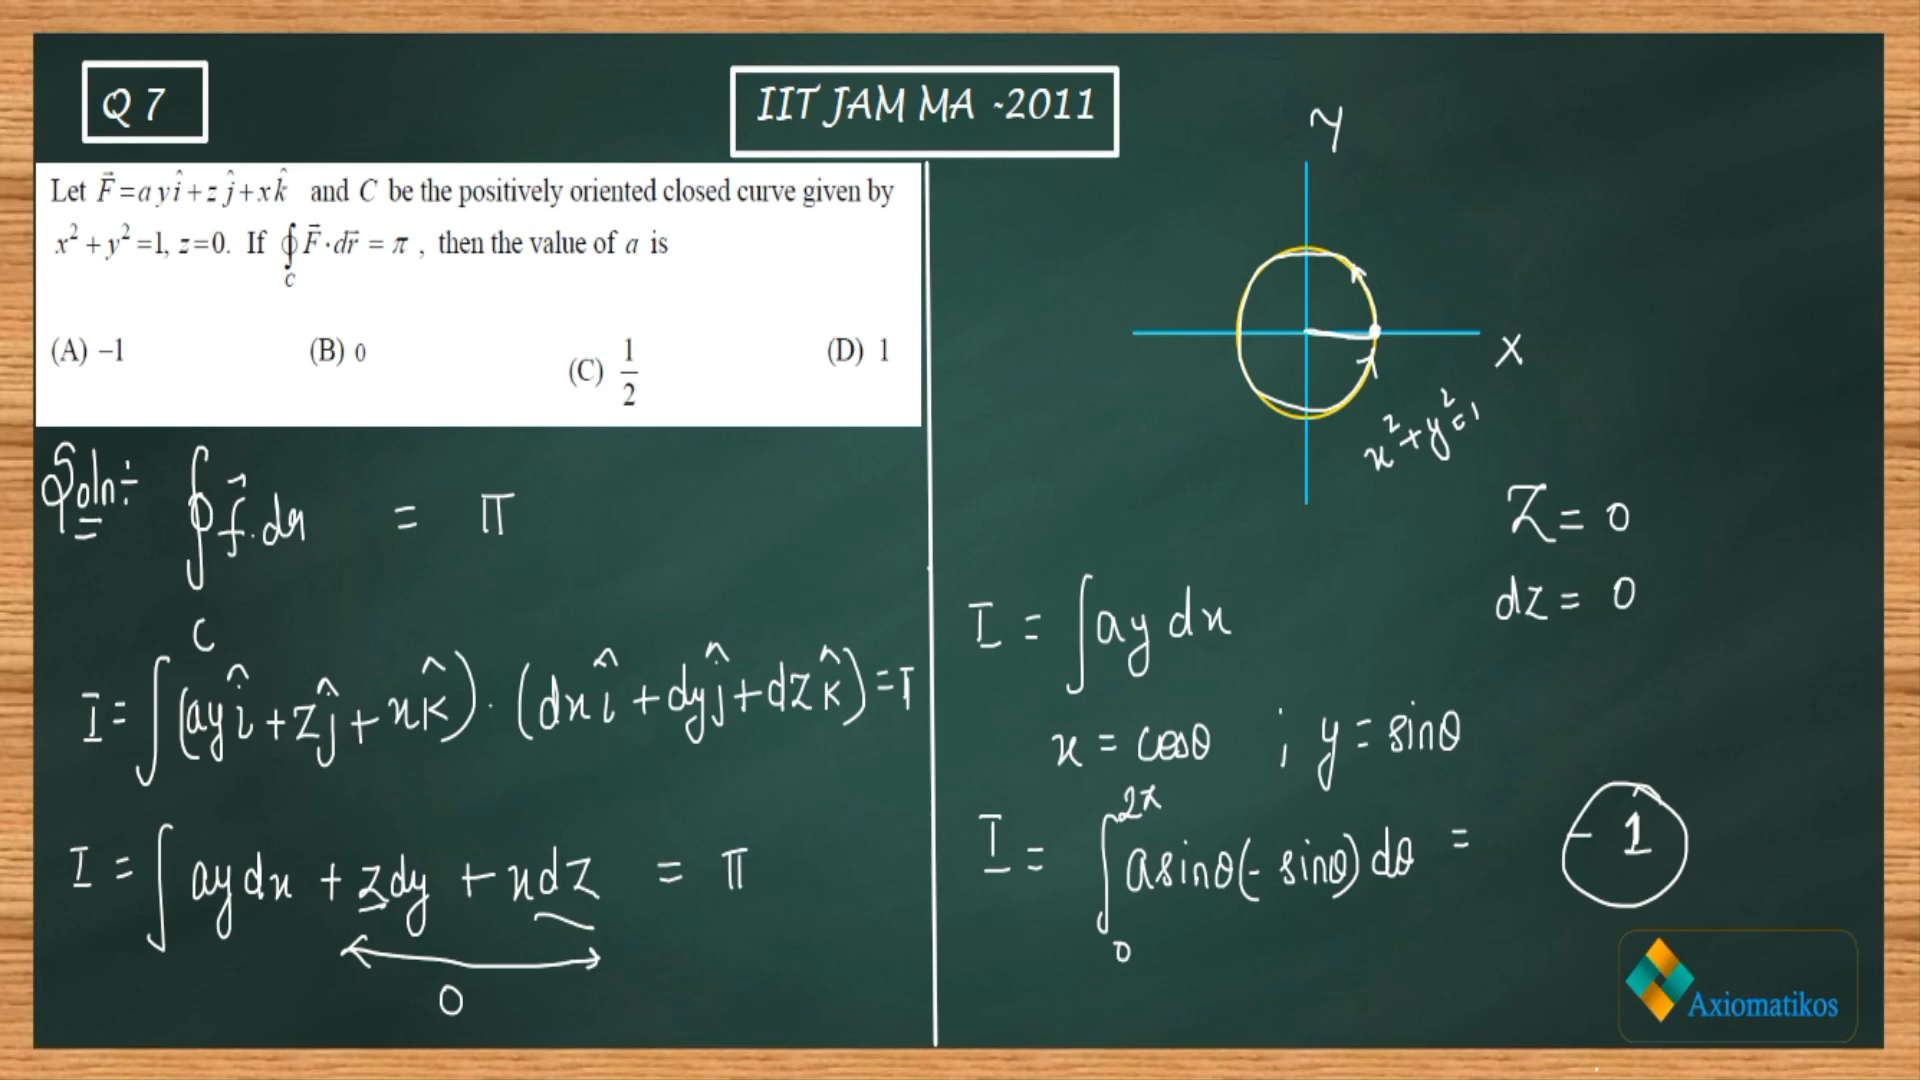 Q 7
IIT JAM MA -2011
Let F⃗ = a y î + z ĵ + x k̂ and C be the positively oriented closed curve given by
x² + y² = 1, z = 0. If ∮_C F⃗ · dr⃗ = π , then the value of a is
(A) −1 (B) 0 (C) 1/2 (D) 1
Soln:-
∮_C f⃗ . dr = π
I = ∫ (ayî + zĵ + xk̂) . (dxî + dyĵ + dzk̂) = π
I = ∫ ay dx + zdy + xdz = π
0
Y
X
x² + y² = 1
Z = 0
dz = 0
I = ∫ ay dx
x = cosθ ; y = sinθ
I = ∫₀^2π a sinθ (- sinθ) dθ =
- 1
Axiomatikos